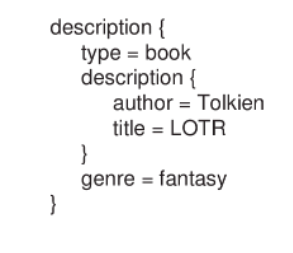 description {
type = book
description {
author = Tolkien
title = LOTR
}
genre = fantasy
}